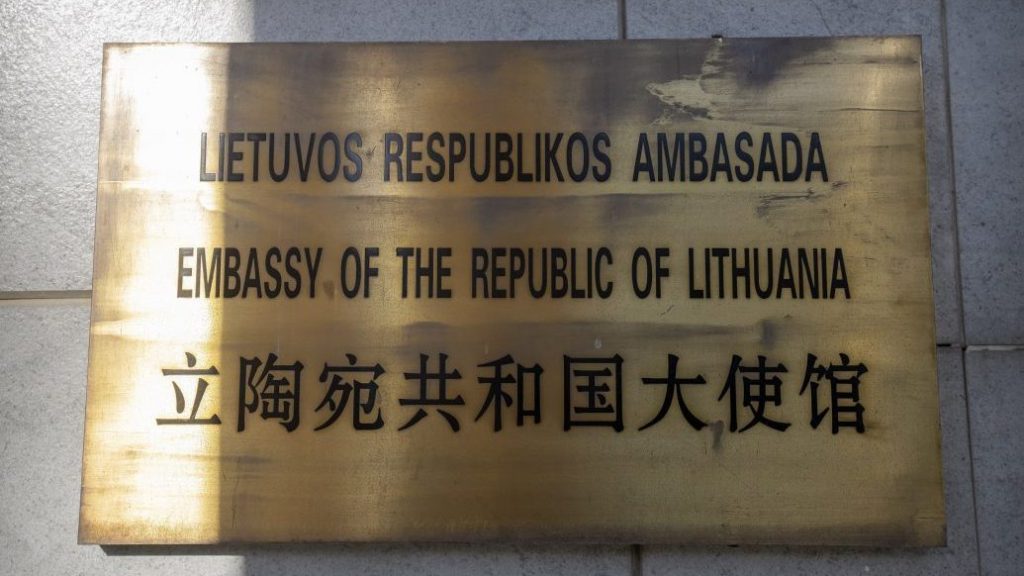 LIETUVOS RESPUBLIKOS AMBASADA
EMBASSY OF THE REPUBLIC OF LITHUANIA
立陶宛共和国大使馆